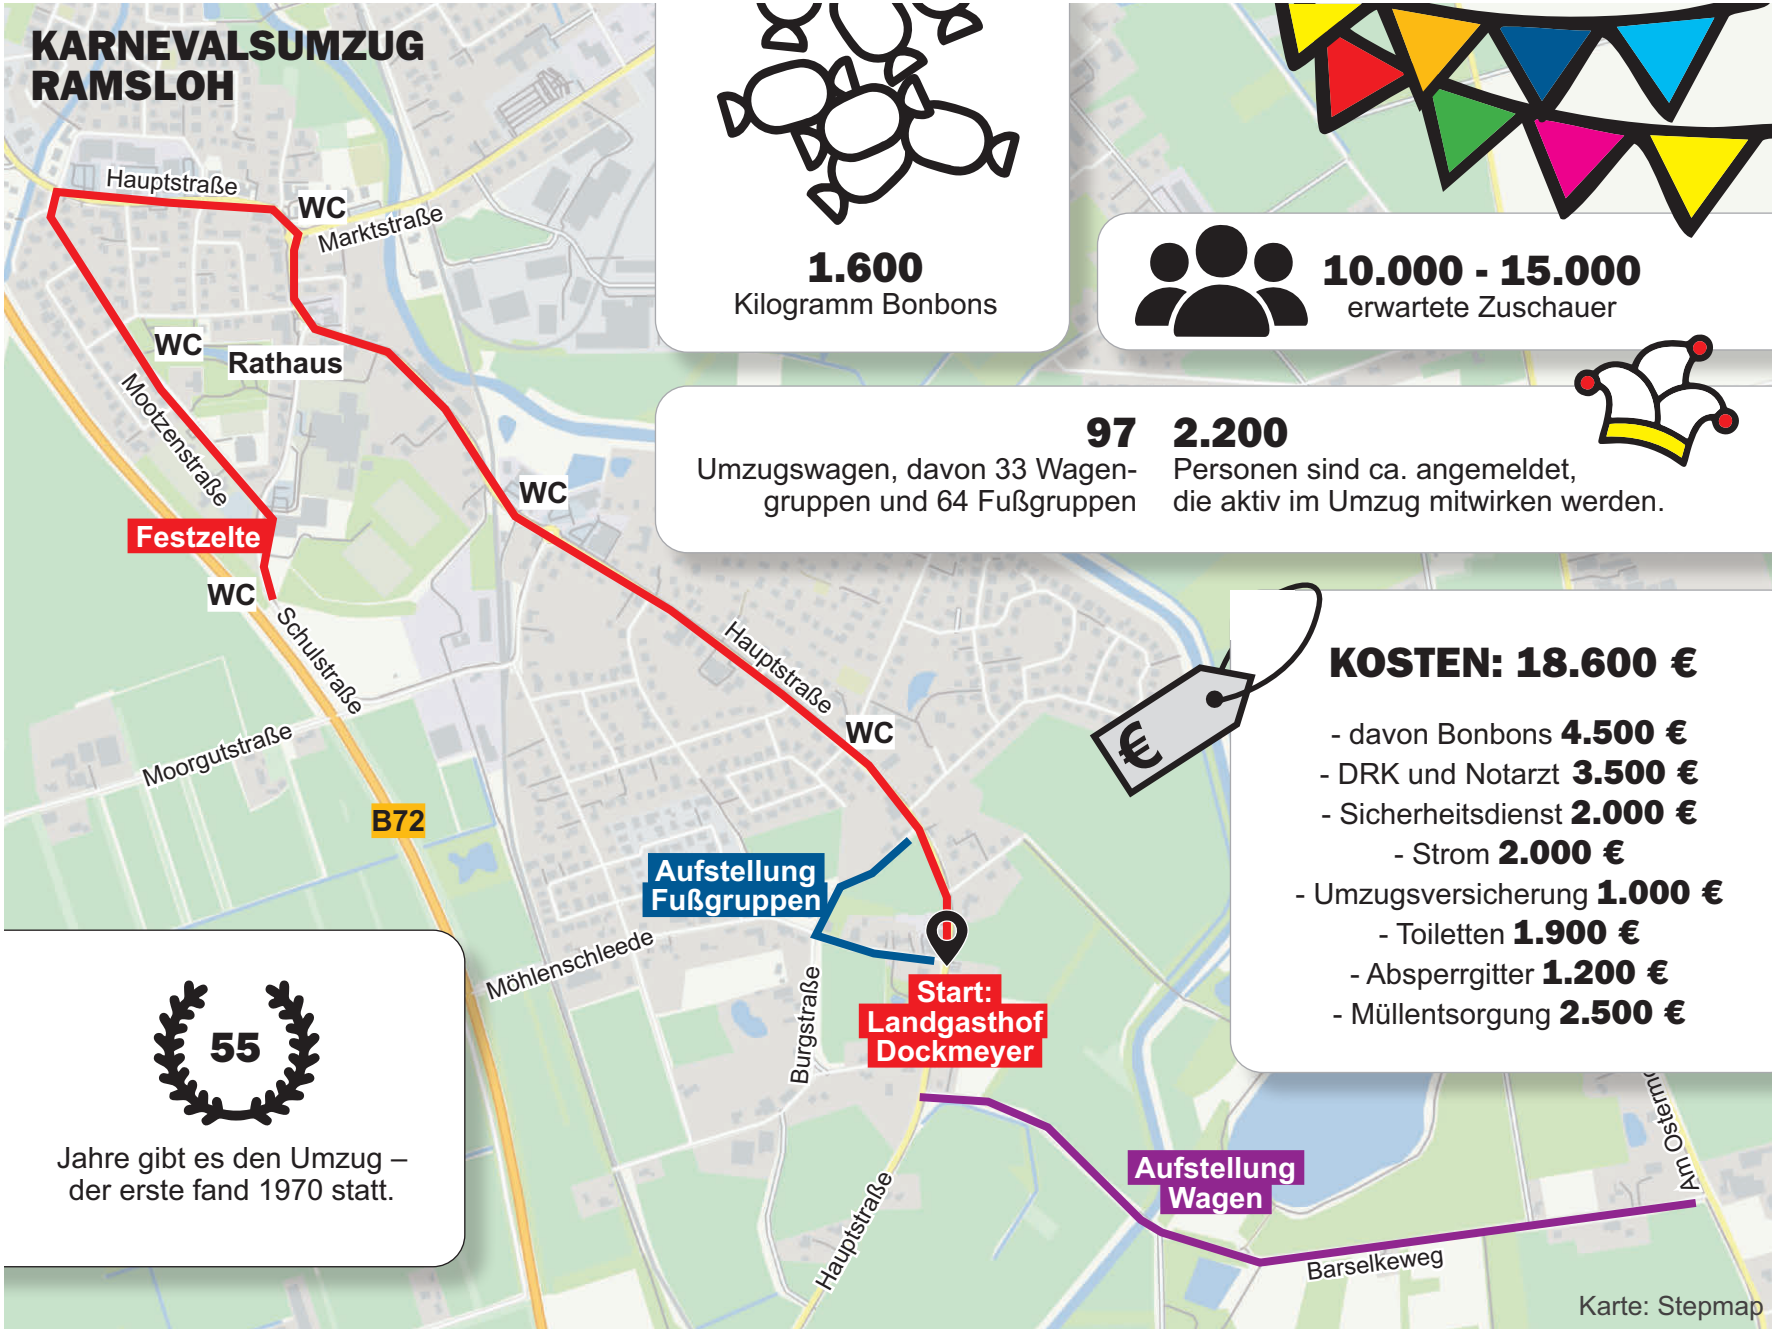 KARNEVALSUMZUG
RAMSLOH
1.600
Kilogramm Bonbons
10.000 - 15.000
erwartete Zuschauer
97
Umzugswagen, davon 33 Wagen-
gruppen und 64 Fußgruppen
2.200
Personen sind ca. angemeldet,
die aktiv im Umzug mitwirken werden.
KOSTEN: 18.600 €
- davon Bonbons 4.500 €
- DRK und Notarzt 3.500 €
- Sicherheitsdienst 2.000 €
- Strom 2.000 €
- Umzugsversicherung 1.000 €
- Toiletten 1.900 €
- Absperrgitter 1.200 €
- Müllentsorgung 2.500 €
€
Hauptstraße
WC
Marktstraße
WC
Rathaus
Mootzenstraße
WC
Festzelte
WC
Schulstraße
Hauptstraße
WC
Moorgutstraße
B72
Aufstellung
Fußgruppen
Möhlenschleede
Burgstraße
Start:
Landgasthof
Dockmeyer
Aufstellung
Wagen
Hauptstraße
Barselkeweg
Am Ostermo
55
Jahre gibt es den Umzug –
der erste fand 1970 statt.
Karte: Stepmap